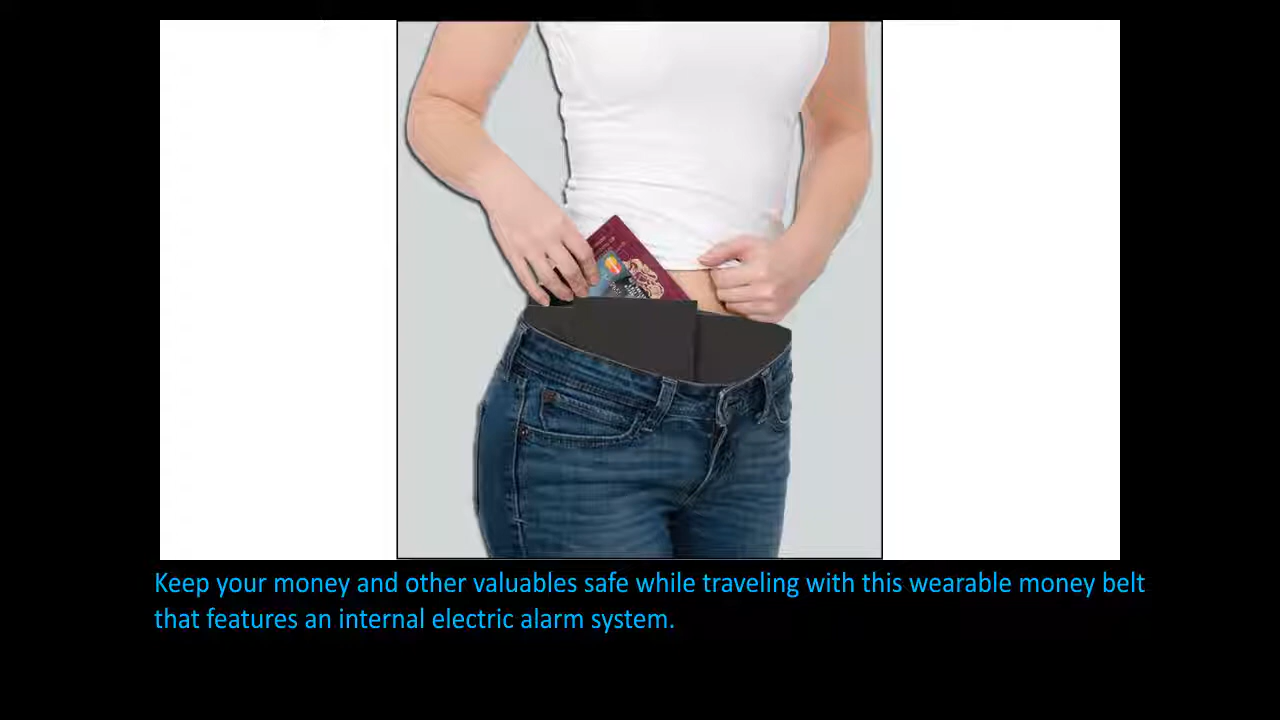 Keep your money and other valuables safe while traveling with this wearable money belt
that features an internal electric alarm system.